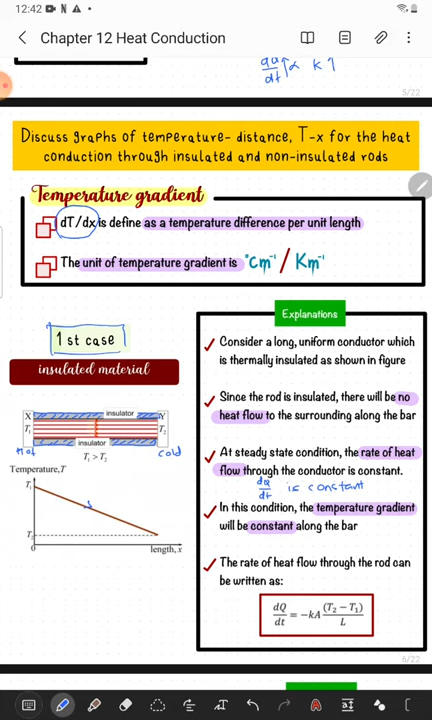 12:42
Chapter 12 Heat Conduction
dt ∝ k ↑
5/22
Discuss graphs of temperature- distance, T-x for the heat
conduction through insulated and non-insulated rods
Temperature gradient
dT/dx is define as a temperature difference per unit length
The unit of temperature gradient is °Cm⁻¹ / Km⁻¹
1st case
insulated material
X insulator Y
T₁ T₂
insulator
Hot T₁ > T₂ cold
Temperature,T
T₁
T₂
0 length, x
Explanations
Consider a long, uniform conductor which
is thermally insulated as shown in figure
Since the rod is insulated, there will be no
heat flow to the surrounding along the bar
At steady state condition, the rate of heat
flow through the conductor is constant.
dQ/dt is constant
In this condition, the temperature gradient
will be constant along the bar
The rate of heat flow through the rod can
be written as:
dQ/dt = −kA (T₂ − T₁)/L
6/22